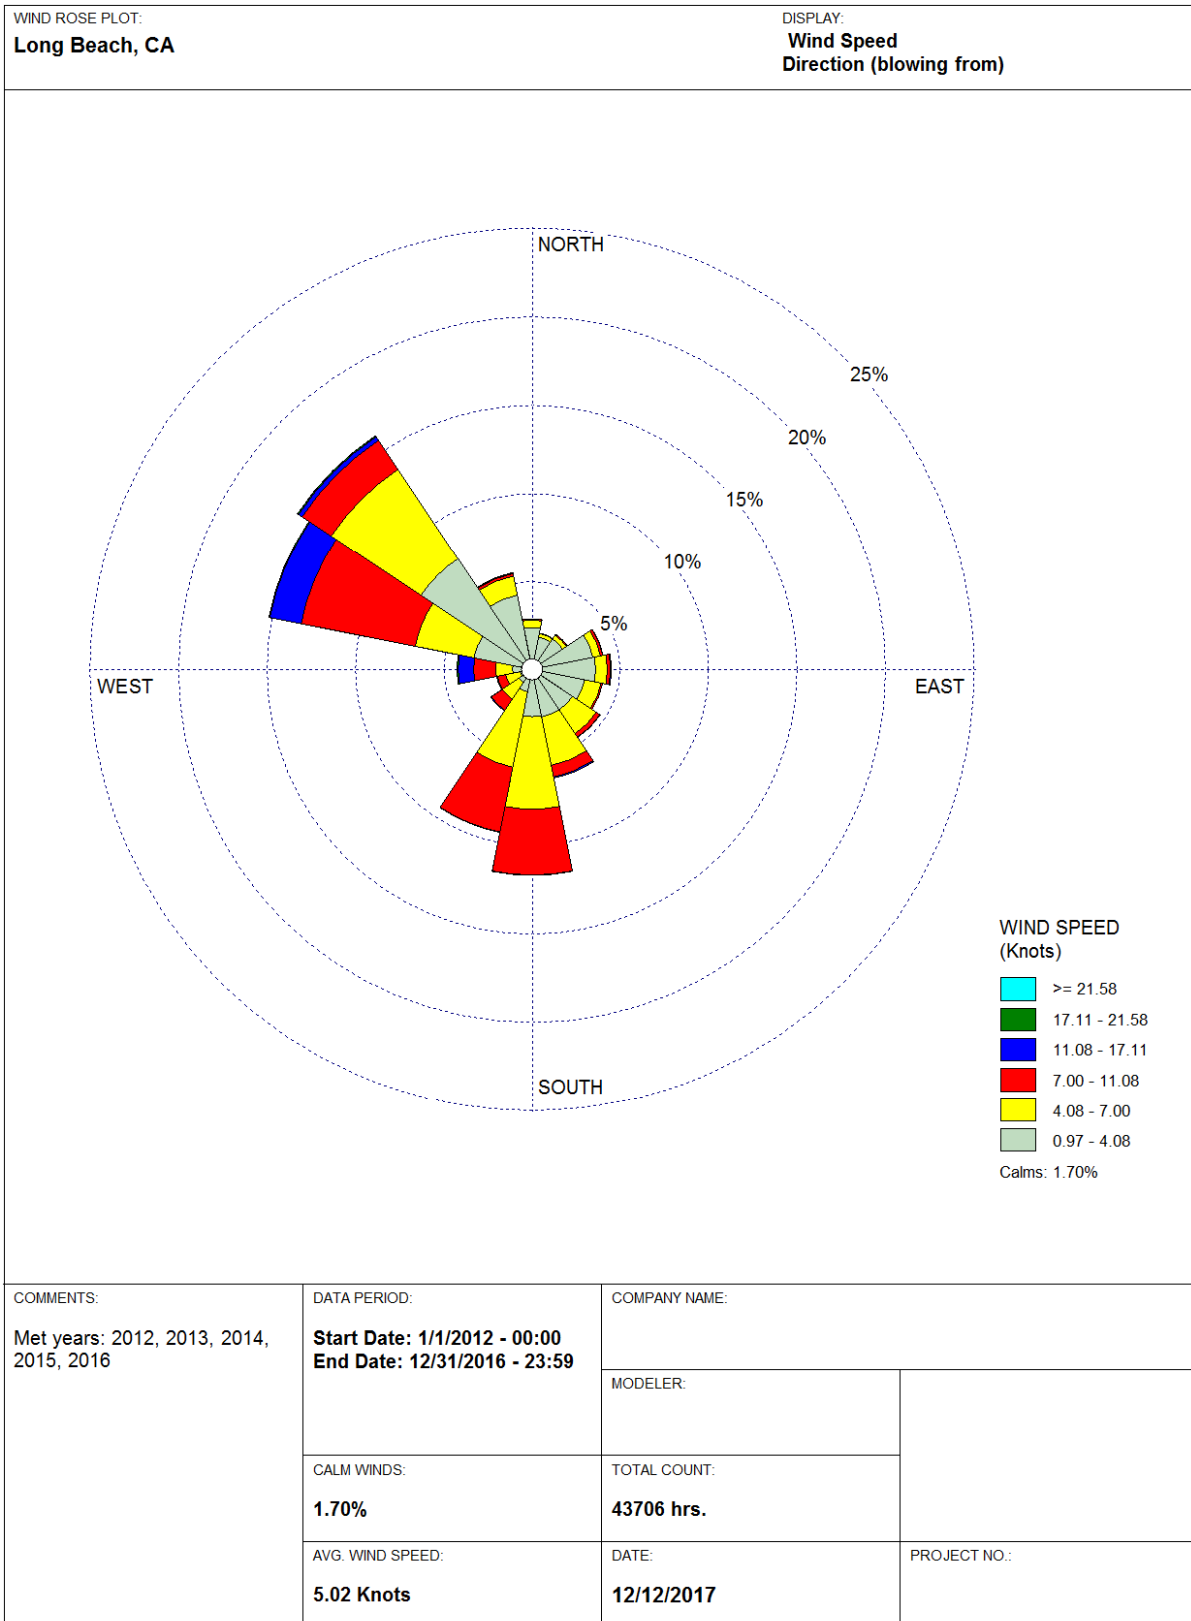 WIND ROSE PLOT:
Long Beach, CA
DISPLAY:
Wind Speed
Direction (blowing from)
NORTH
25%
20%
15%
10%
5%
WEST
EAST
SOUTH
WIND SPEED
(Knots)
>= 21.58
17.11 - 21.58
11.08 - 17.11
7.00 - 11.08
4.08 - 7.00
0.97 - 4.08
Calms: 1.70%
COMMENTS:
Met years: 2012, 2013, 2014,
2015, 2016
DATA PERIOD:
Start Date: 1/1/2012 - 00:00
End Date: 12/31/2016 - 23:59
COMPANY NAME:
MODELER:
CALM WINDS:
1.70%
TOTAL COUNT:
43706 hrs.
AVG. WIND SPEED:
5.02 Knots
DATE:
12/12/2017
PROJECT NO.: